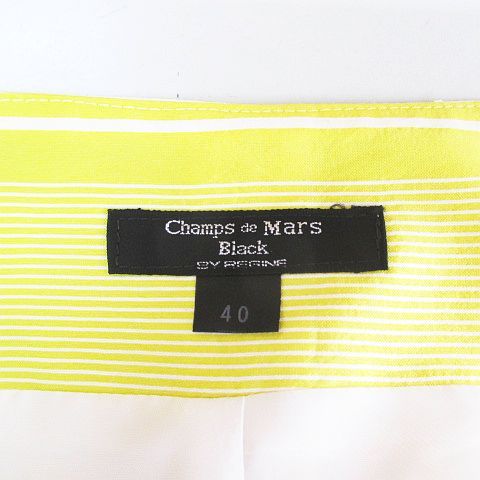 Champs de Mars
Black
BY REGINE
40